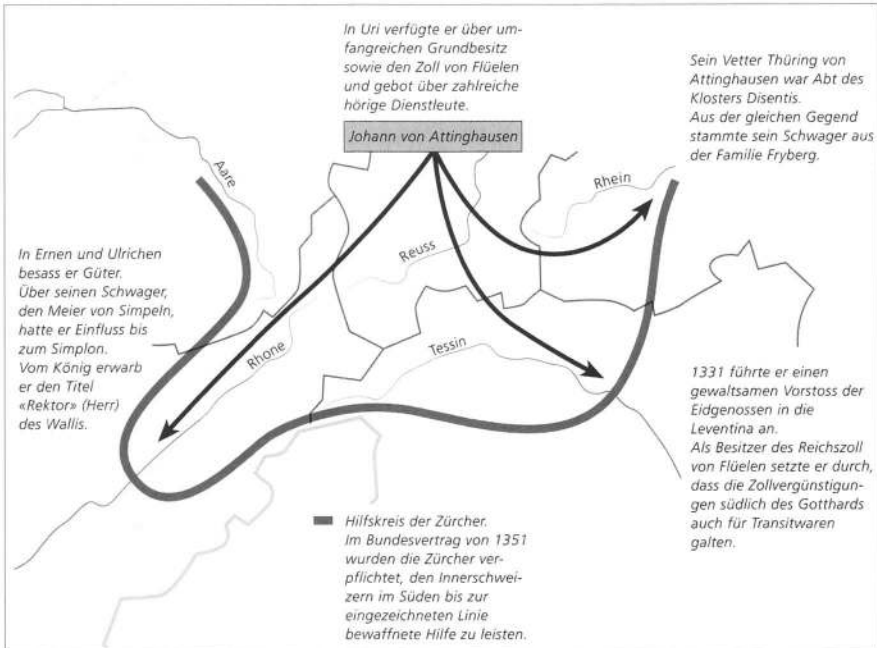 In Uri verfügte er über um-
fangreichen Grundbesitz
sowie den Zoll von Flüelen
und gebot über zahlreiche
hörige Dienstleute.
Johann von Attinghausen
Sein Vetter Thüring von
Attinghausen war Abt des
Klosters Disentis.
Aus der gleichen Gegend
stammte sein Schwager aus
der Familie Fryberg.
Aare
Rhein
Reuss
Rhone
Tessin
In Ernen und Ulrichen
besass er Güter.
Über seinen Schwager,
den Meier von Simpeln,
hatte er Einfluss bis
zum Simplon.
Vom König erwarb
er den Titel
«Rektor» (Herr)
des Wallis.
1331 führte er einen
gewaltsamen Vorstoss der
Eidgenossen in die
Leventina an.
Als Besitzer des Reichszoll
von Flüelen setzte er durch,
dass die Zollvergünstigun-
gen südlich des Gotthards
auch für Transitwaren
galten.
Hilfskreis der Zürcher.
Im Bundesvertrag von 1351
wurden die Zürcher ver-
pflichtet, den Innerschwei-
zern im Süden bis zur
eingezeichneten Linie
bewaffnete Hilfe zu leisten.